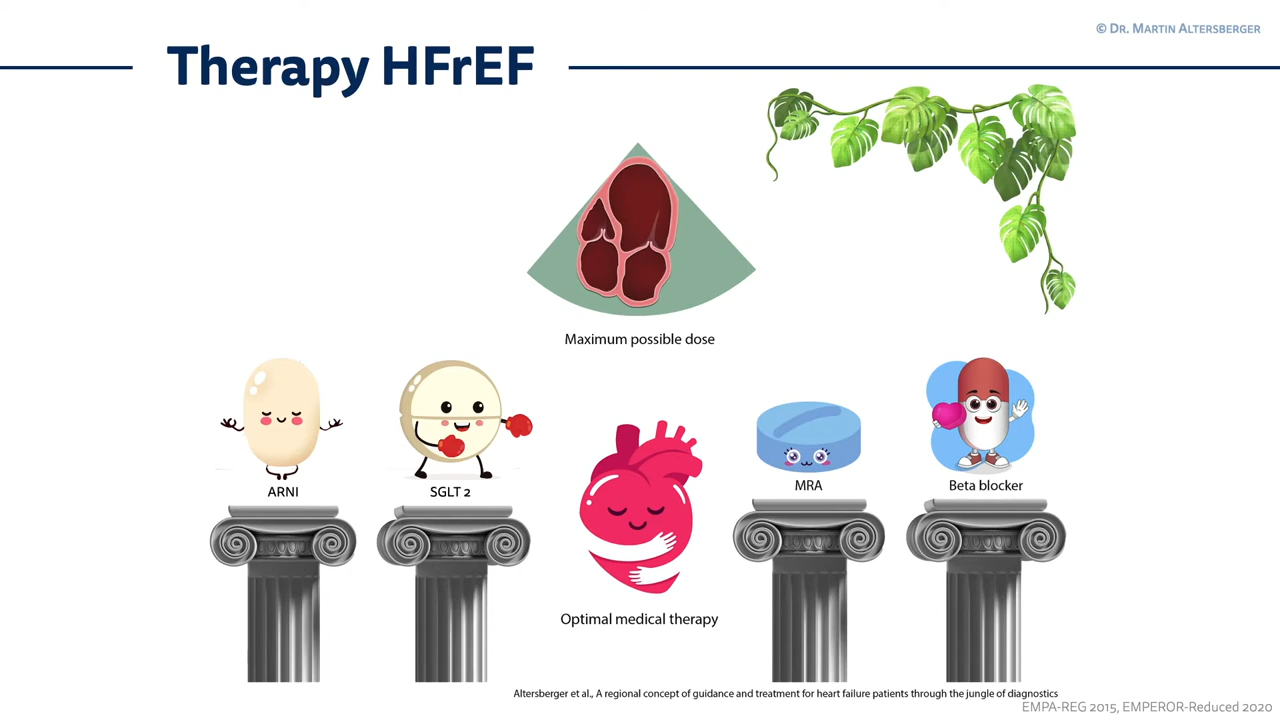 © Dr. Martin Altersberger
Therapy HFrEF
Maximum possible dose
ARNI
SGLT 2
MRA
Beta blocker
Optimal medical therapy
Altersberger et al., A regional concept of guidance and treatment for heart failure patients through the jungle of diagnostics
EMPA-REG 2015, EMPEROR-Reduced 2020